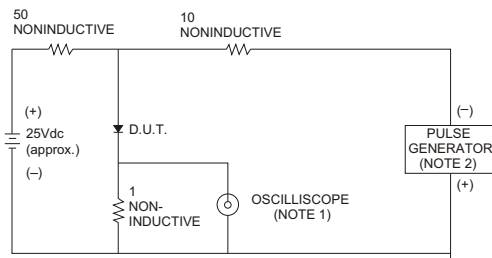 50
NONINDUCTIVE
10
NONINDUCTIVE
(+)
25Vdc
(approx.)
(–)
D.U.T.
1
NON-
INDUCTIVE
OSCILLISCOPE
(NOTE 1)
(–)
PULSE
GENERATOR
(NOTE 2)
(+)